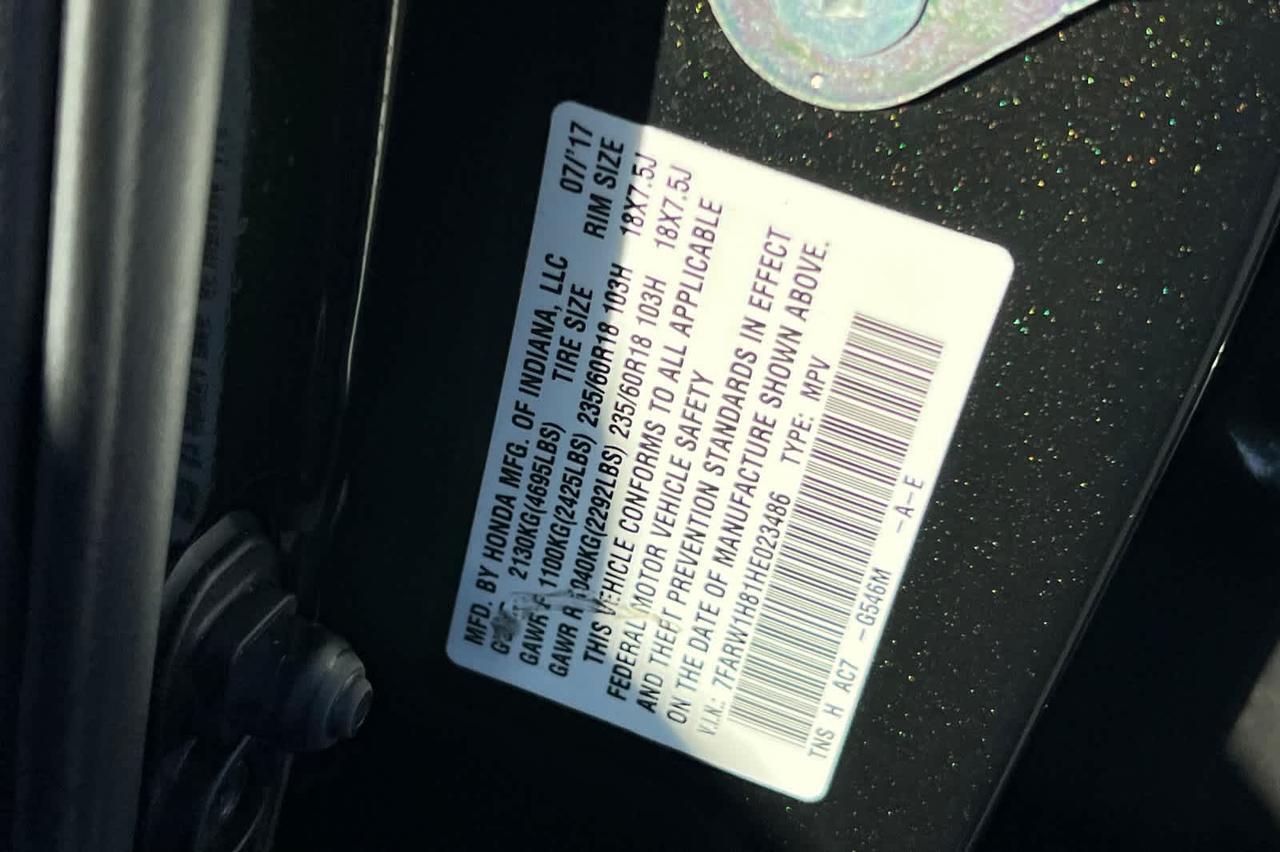 MFD. BY HONDA MFG. OF INDIANA, LLC 07/'17
2130KG(4695LBS) TIRE SIZE RIM SIZE
GAWR F 1100KG(2425LBS) 235/60R18 103H 18X7.5J
GAWR R 1040KG(2292LBS) 235/60R18 103H 18X7.5J
THIS VEHICLE CONFORMS TO ALL APPLICABLE
FEDERAL MOTOR VEHICLE SAFETY
AND THEFT PREVENTION STANDARDS IN EFFECT
ON THE DATE OF MANUFACTURE SHOWN ABOVE.
V.I.N.: 7FARW1H81HE023486 TYPE: MPV
TNS H AC7 -G546M -A-E